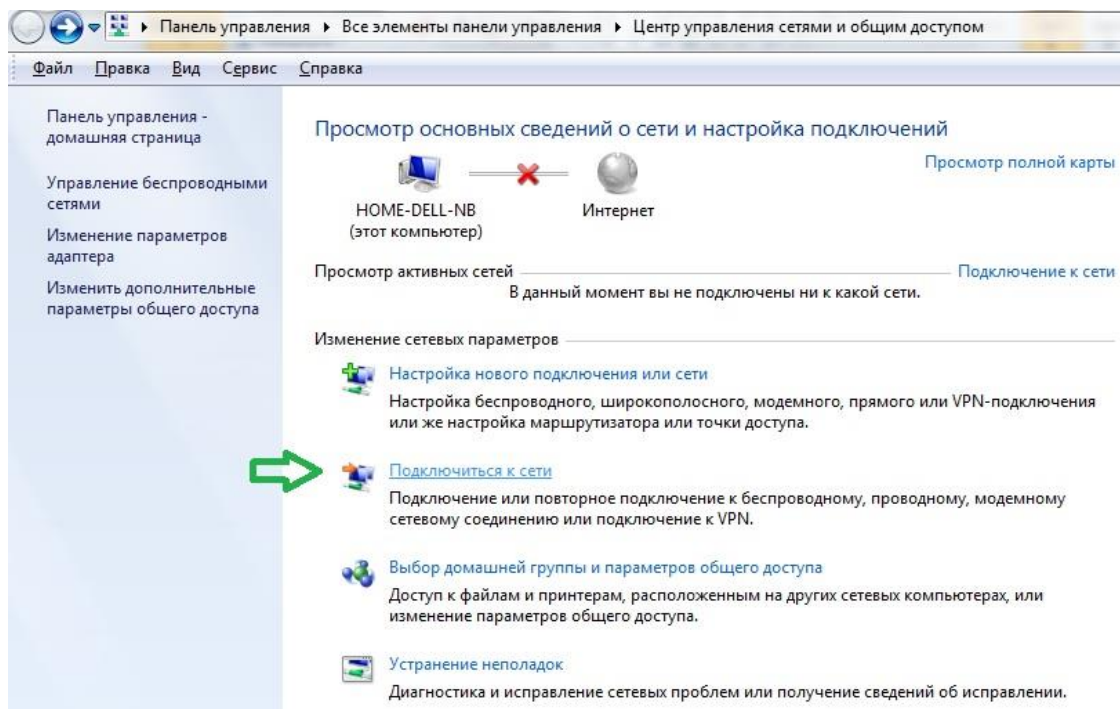 Панель управления ▸ Все элементы панели управления ▸ Центр управления сетями и общим доступом
Файл Правка Вид Сервис Справка
Панель управления -
домашняя страница
Управление беспроводными
сетями
Изменение параметров
адаптера
Изменить дополнительные
параметры общего доступа
Просмотр основных сведений о сети и настройка подключений
Просмотр полной карты
HOME-DELL-NB
(этот компьютер)
Интернет
Просмотр активных сетей
Подключение к сети
В данный момент вы не подключены ни к какой сети.
Изменение сетевых параметров
Настройка нового подключения или сети
Настройка беспроводного, широкополосного, модемного, прямого или VPN-подключения
или же настройка маршрутизатора или точки доступа.
Подключиться к сети
Подключение или повторное подключение к беспроводному, проводному, модемному
сетевому соединению или подключение к VPN.
Выбор домашней группы и параметров общего доступа
Доступ к файлам и принтерам, расположенным на других сетевых компьютерах, или
изменение параметров общего доступа.
Устранение неполадок
Диагностика и исправление сетевых проблем или получение сведений об исправлении.